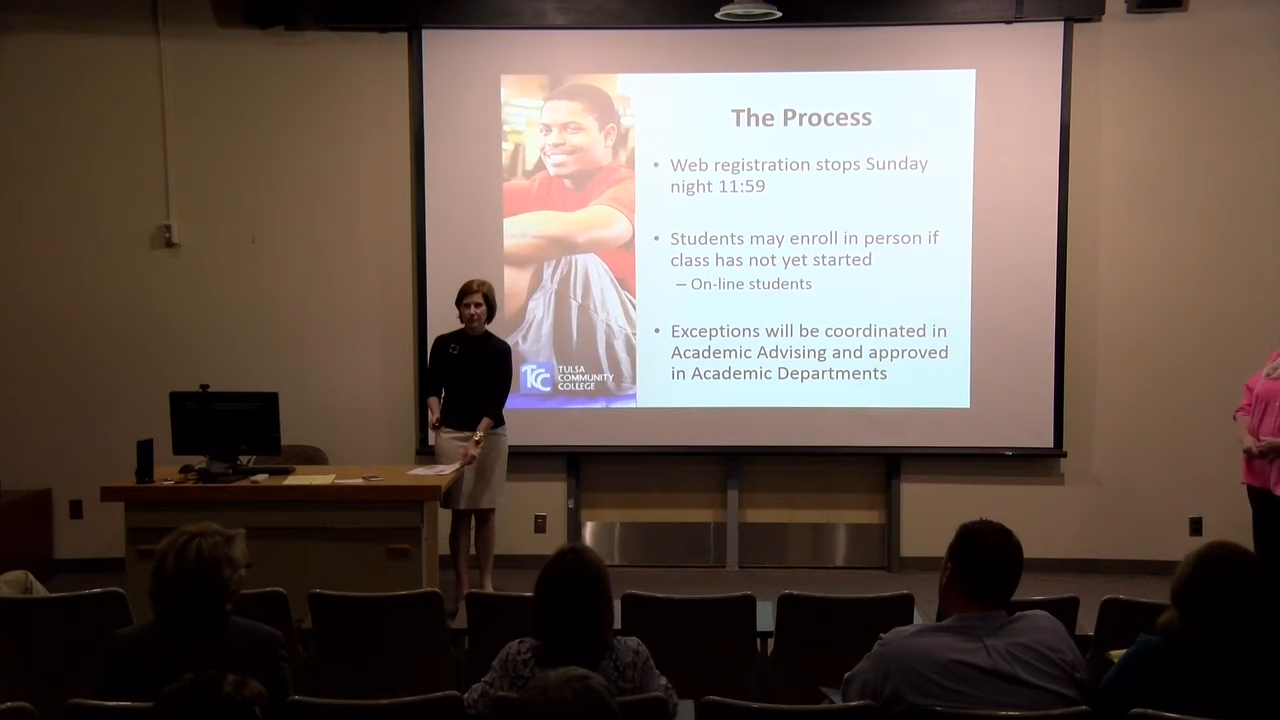 The Process
• Web registration stops Sunday
night 11:59
• Students may enroll in person if
class has not yet started
– On-line students
• Exceptions will be coordinated in
Academic Advising and approved
in Academic Departments
TCC
TULSA
COMMUNITY
COLLEGE